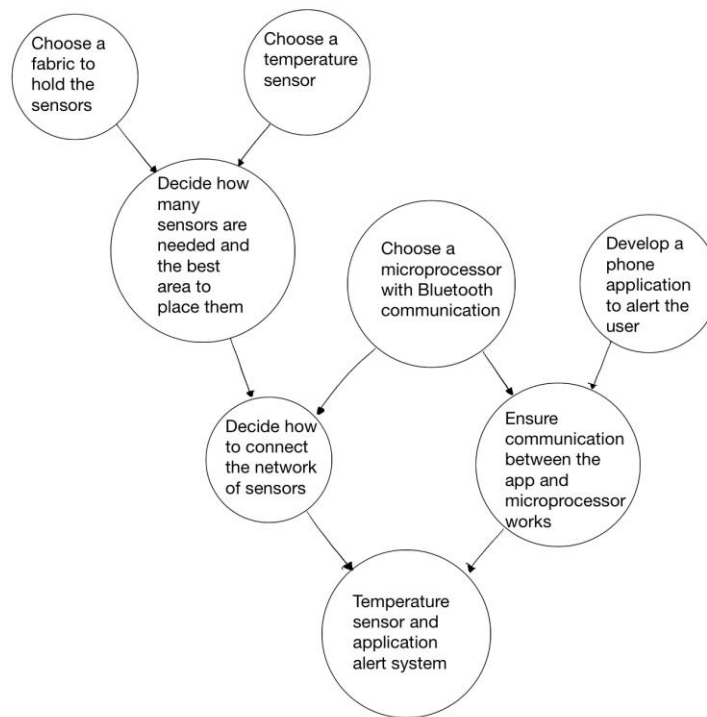 Choose a
fabric to
hold the
sensors
Choose a
temperature
sensor
Decide how
many
sensors are
needed and
the best
area to
place them
Choose a
microprocessor
with Bluetooth
communication
Develop a
phone
application
to alert the
user
Decide how
to connect
the network
of sensors
Ensure
communication
between the
app and
microprocessor
works
Temperature
sensor and
application
alert system